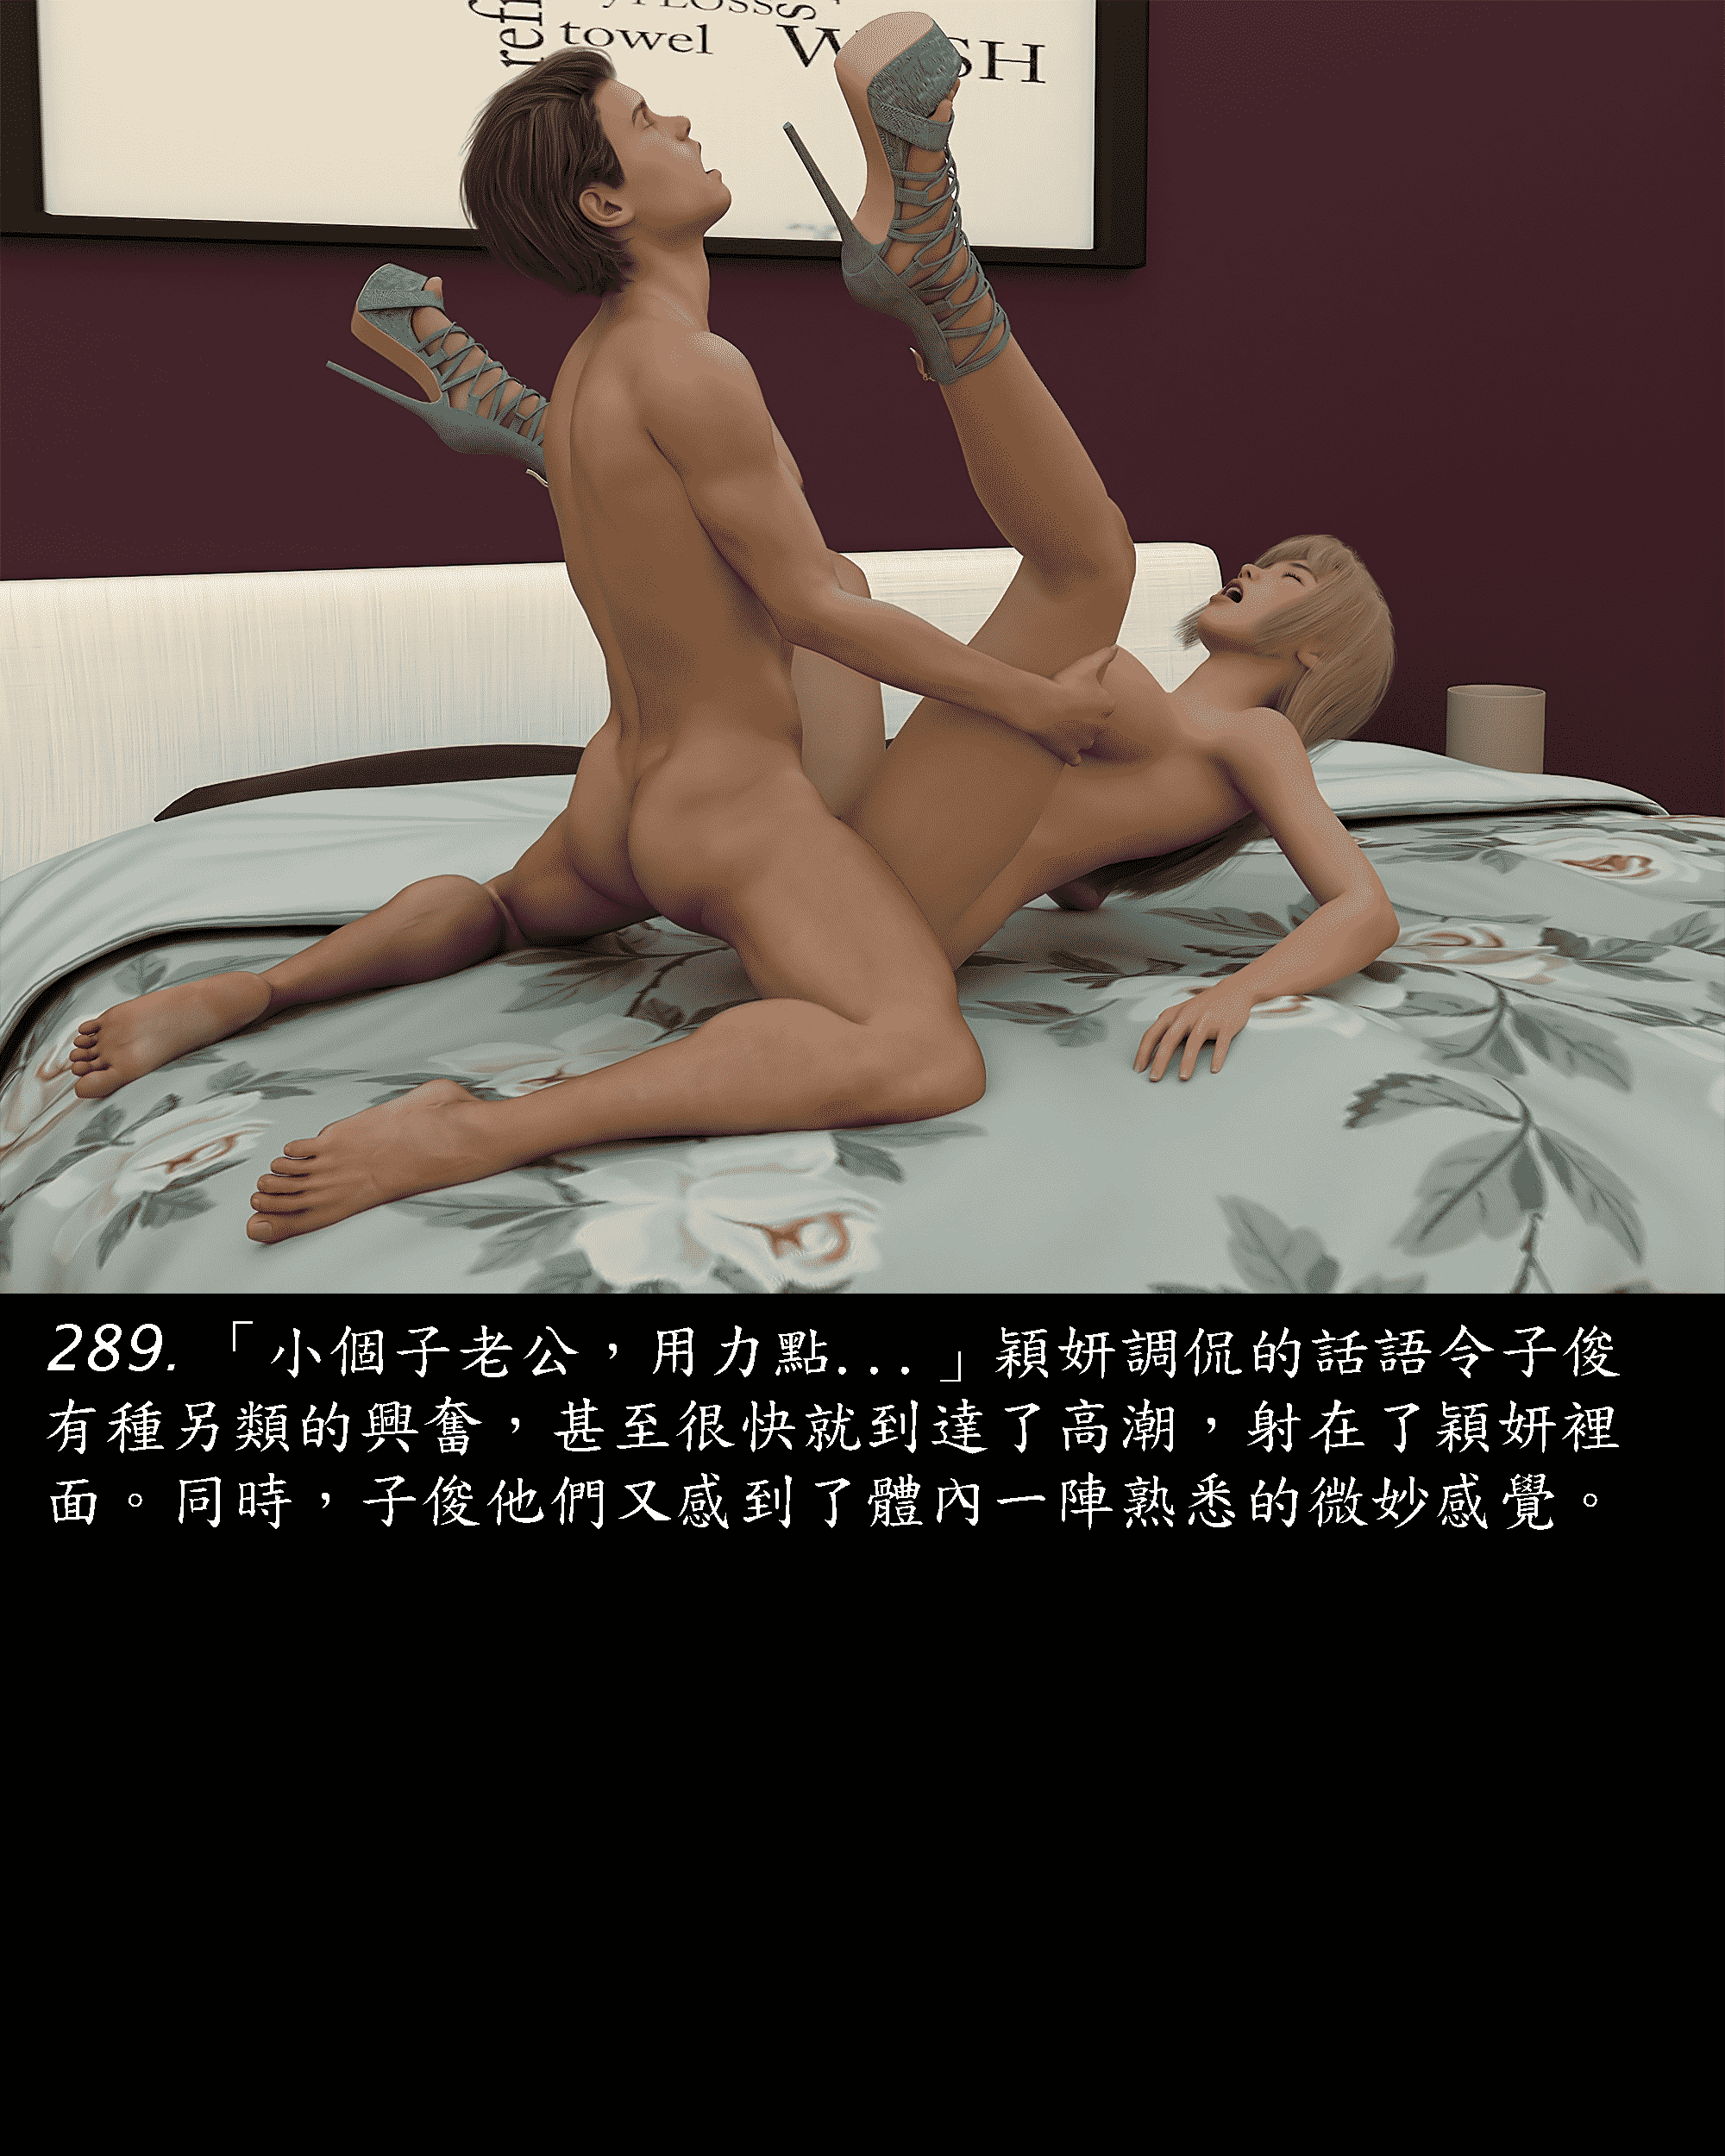 refr
y FLOSS S
towel WASH
289.「小個子老公，用力點...」穎妍調侃的話語令子俊
有種另類的興奮，甚至很快就到達了高潮，射在了穎妍裡
面。同時，子俊他們又感到了體內一陣熟悉的微妙感覺。